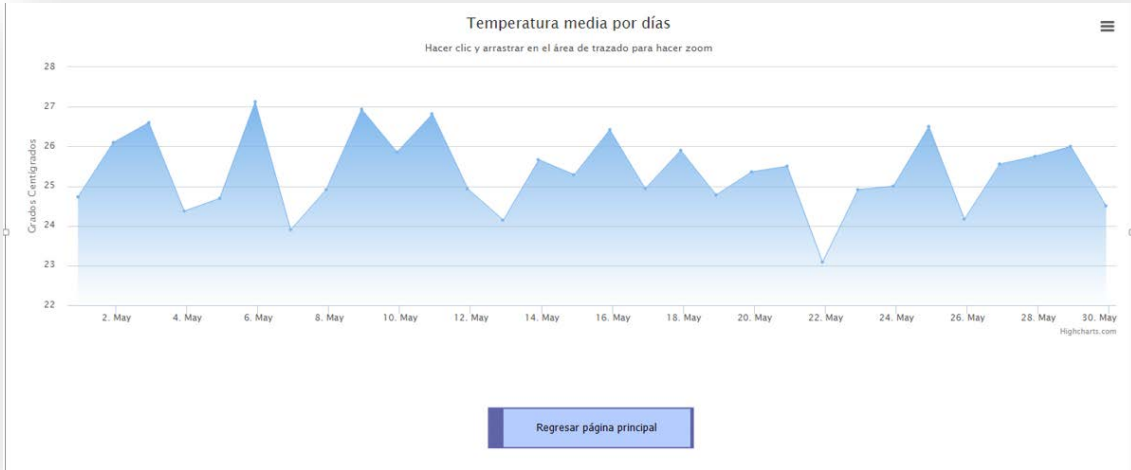 Temperatura media por días
Hacer clic y arrastrar en el área de trazado para hacer zoom
Grados Centígrados
28
27
26
25
24
23
22
2. May 4. May 6. May 8. May 10. May 12. May 14. May 16. May 18. May 20. May 22. May 24. May 26. May 28. May 30. May
Highcharts.com
Regresar página principal